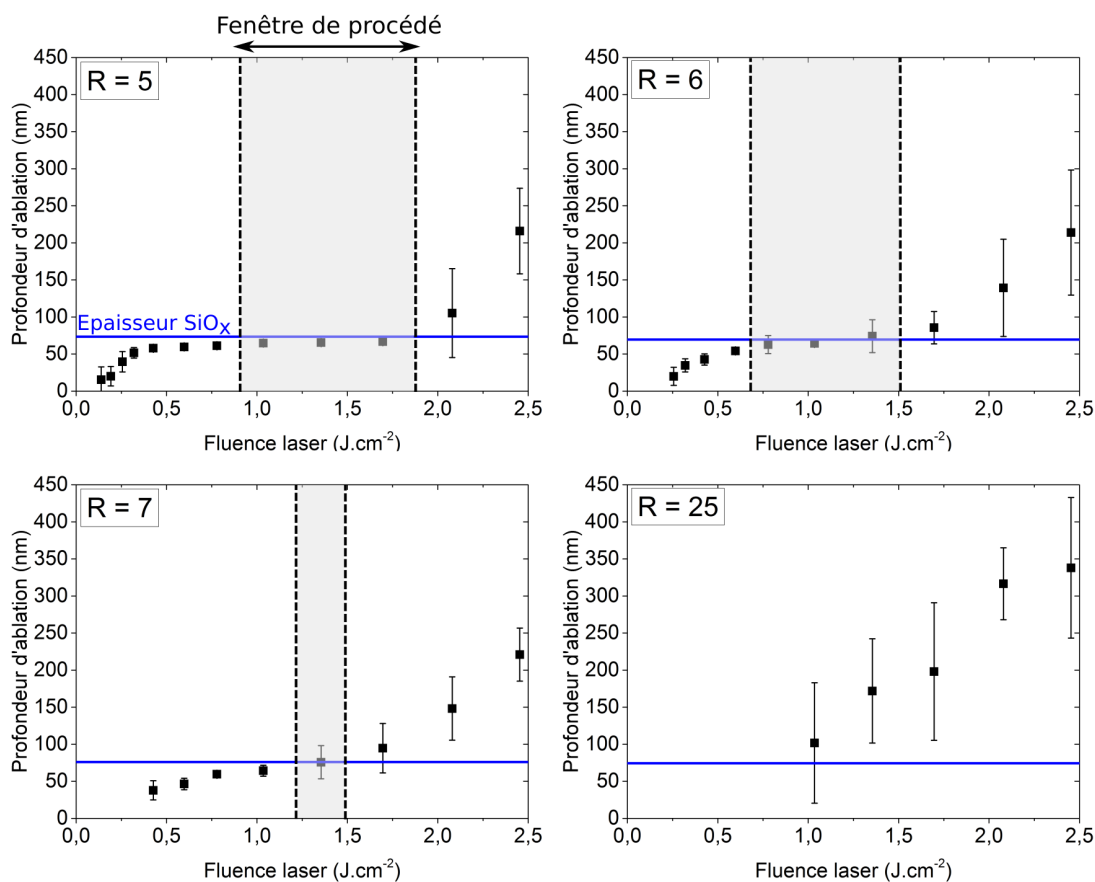 Fenêtre de procédé
R = 5
Profondeur d'ablation (nm)
450
400
350
300
250
200
150
100
50
0
Epaisseur SiOx
0,0 0,5 1,0 1,5 2,0 2,5
Fluence laser (J.cm-2)
R = 6
Profondeur d'ablation (nm)
450
400
350
300
250
200
150
100
50
0
0,0 0,5 1,0 1,5 2,0 2,5
Fluence laser (J.cm-2)
R = 7
Profondeur d'ablation (nm)
450
400
350
300
250
200
150
100
50
0
0,0 0,5 1,0 1,5 2,0 2,5
Fluence laser (J.cm-2)
R = 25
Profondeur d'ablation (nm)
450
400
350
300
250
200
150
100
50
0
0,0 0,5 1,0 1,5 2,0 2,5
Fluence laser (J.cm-2)